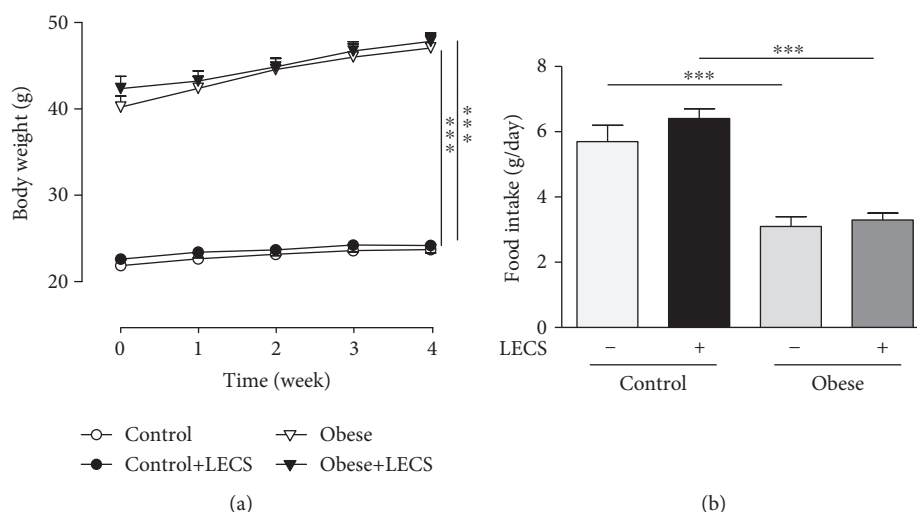 50
40
30
20
Body weight (g)
0 1 2 3 4
Time (week)
***
***
Control
Control+LECS
Obese
Obese+LECS
(a)
8
6
4
2
0
Food intake (g/day)
***
***
LECS − + − +
Control Obese
(b)